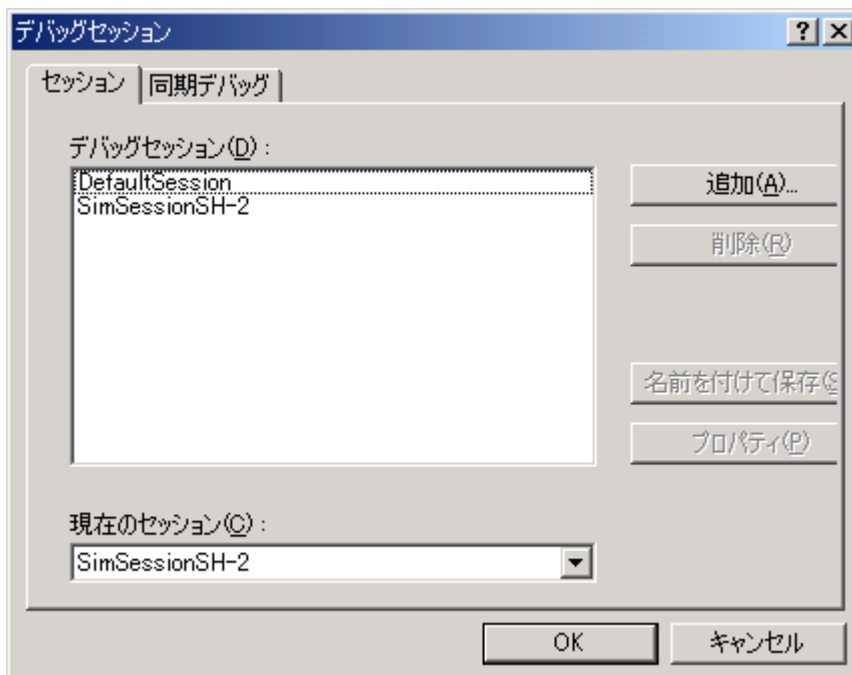 デバッグセッション
セッション 同期デバッグ
デバッグセッション(D) :
DefaultSession
SimSessionSH-2
追加(A)...
削除(R)
名前を付けて保存(S
プロパティ(P)
現在のセッション(C) :
SimSessionSH-2
OK キャンセル